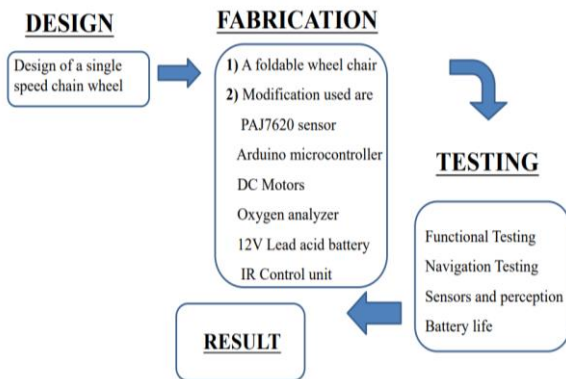 DESIGN
Design of a single
speed chain wheel
FABRICATION
1) A foldable wheel chair
2) Modification used are
PAJ7620 sensor
Arduino microcontroller
DC Motors
Oxygen analyzer
12V Lead acid battery
IR Control unit
TESTING
Functional Testing
Navigation Testing
Sensors and perception
Battery life
RESULT